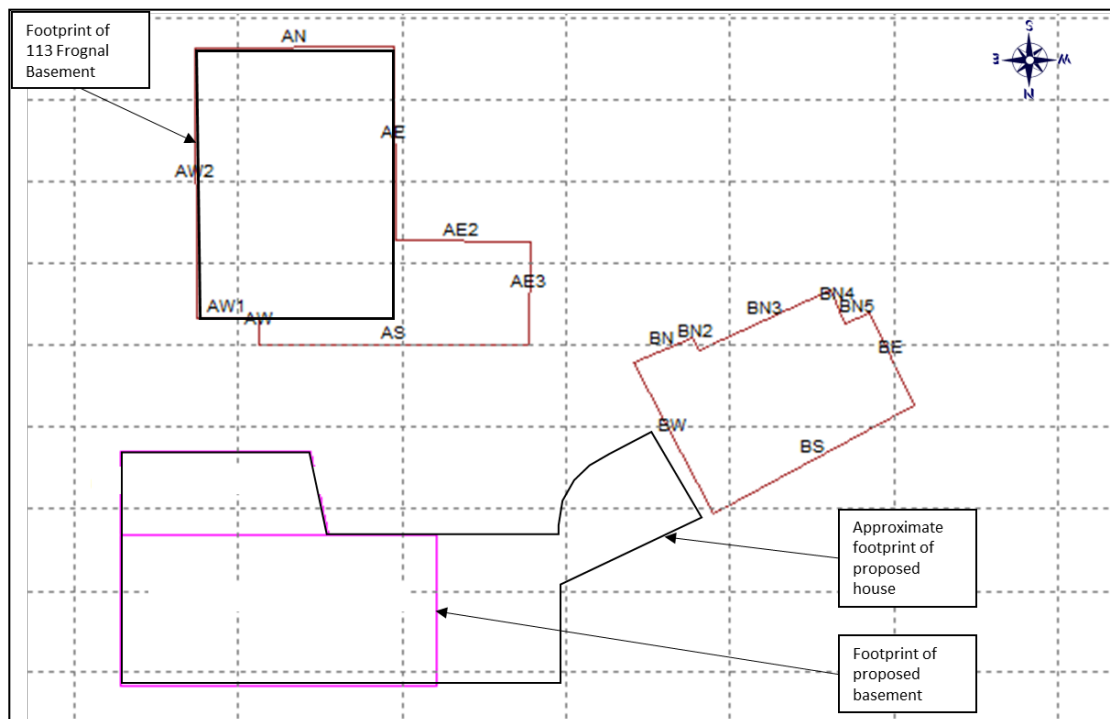 Footprint of
113 Frognal
Basement
AN
S
E
W
N
AE
AW2
AE2
AE3
AW1
AW
AS
BN4
BN3
BN5
BN2
BN
BE
BW
BS
Approximate
footprint of
proposed
house
Footprint of
proposed
basement